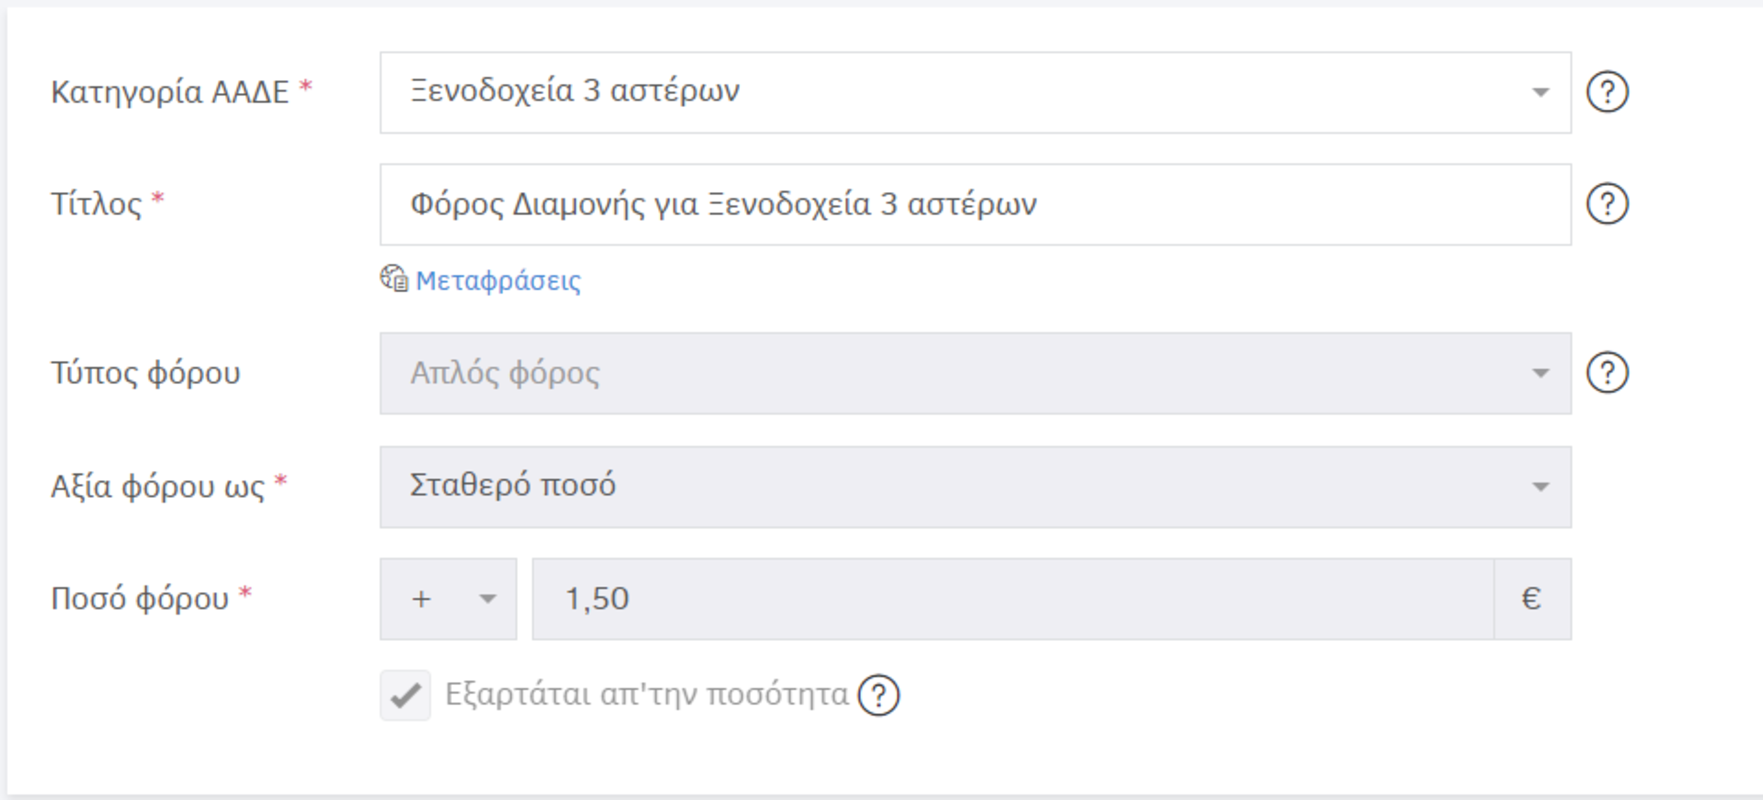 Κατηγορία ΑΑΔΕ * Ξενοδοχεία 3 αστέρων ?
Τίτλος * Φόρος Διαμονής για Ξενοδοχεία 3 αστέρων ?
Μεταφράσεις
Τύπος φόρου Απλός φόρος ?
Αξία φόρου ως * Σταθερό ποσό
Ποσό φόρου * + 1,50 €
Εξαρτάται απ'την ποσότητα ?